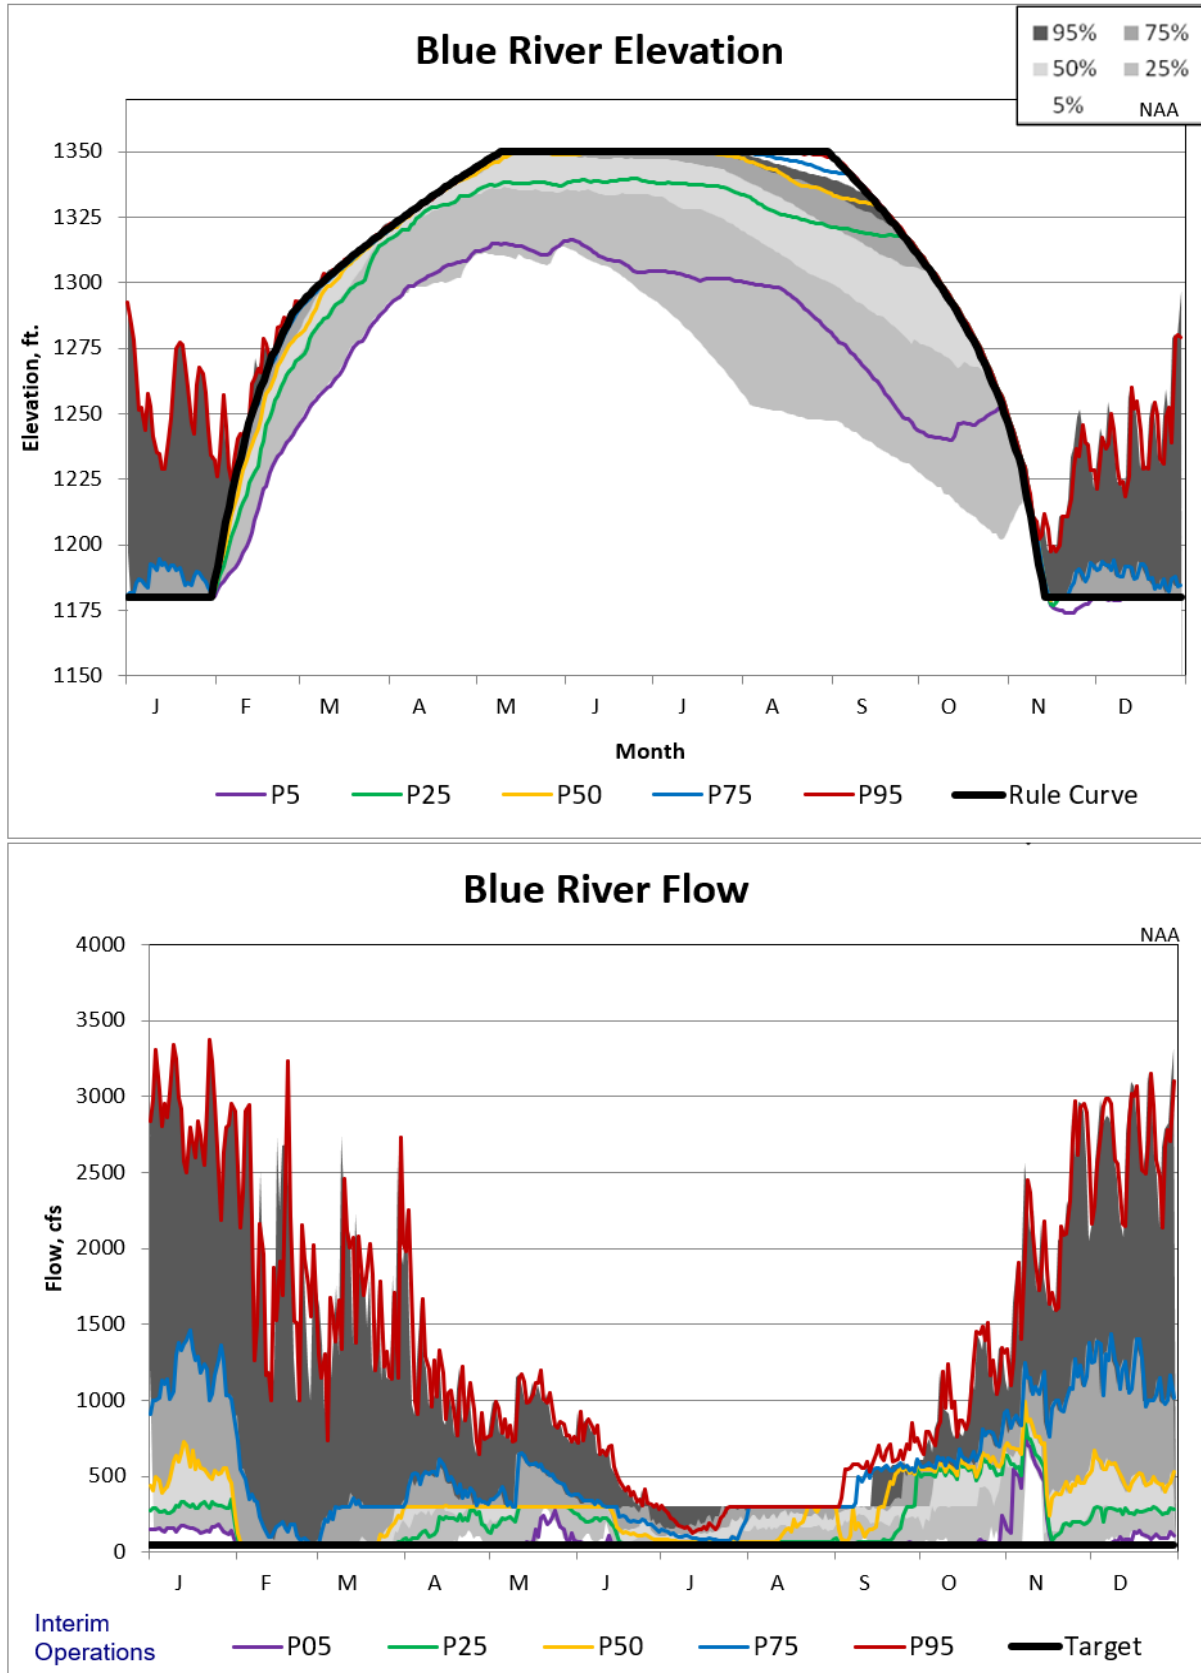 Blue River Elevation
95% 75%
50% 25%
5% NAA
1350
1325
1300
1275
1250
1225
1200
1175
1150
Elevation, ft.
J F M A M J J A S O N D
Month
P5 P25 P50 P75 P95 Rule Curve
Blue River Flow
NAA
4000
3500
3000
2500
2000
1500
1000
500
0
Flow, cfs
J F M A M J J A S O N D
Interim
Operations
P05 P25 P50 P75 P95 Target